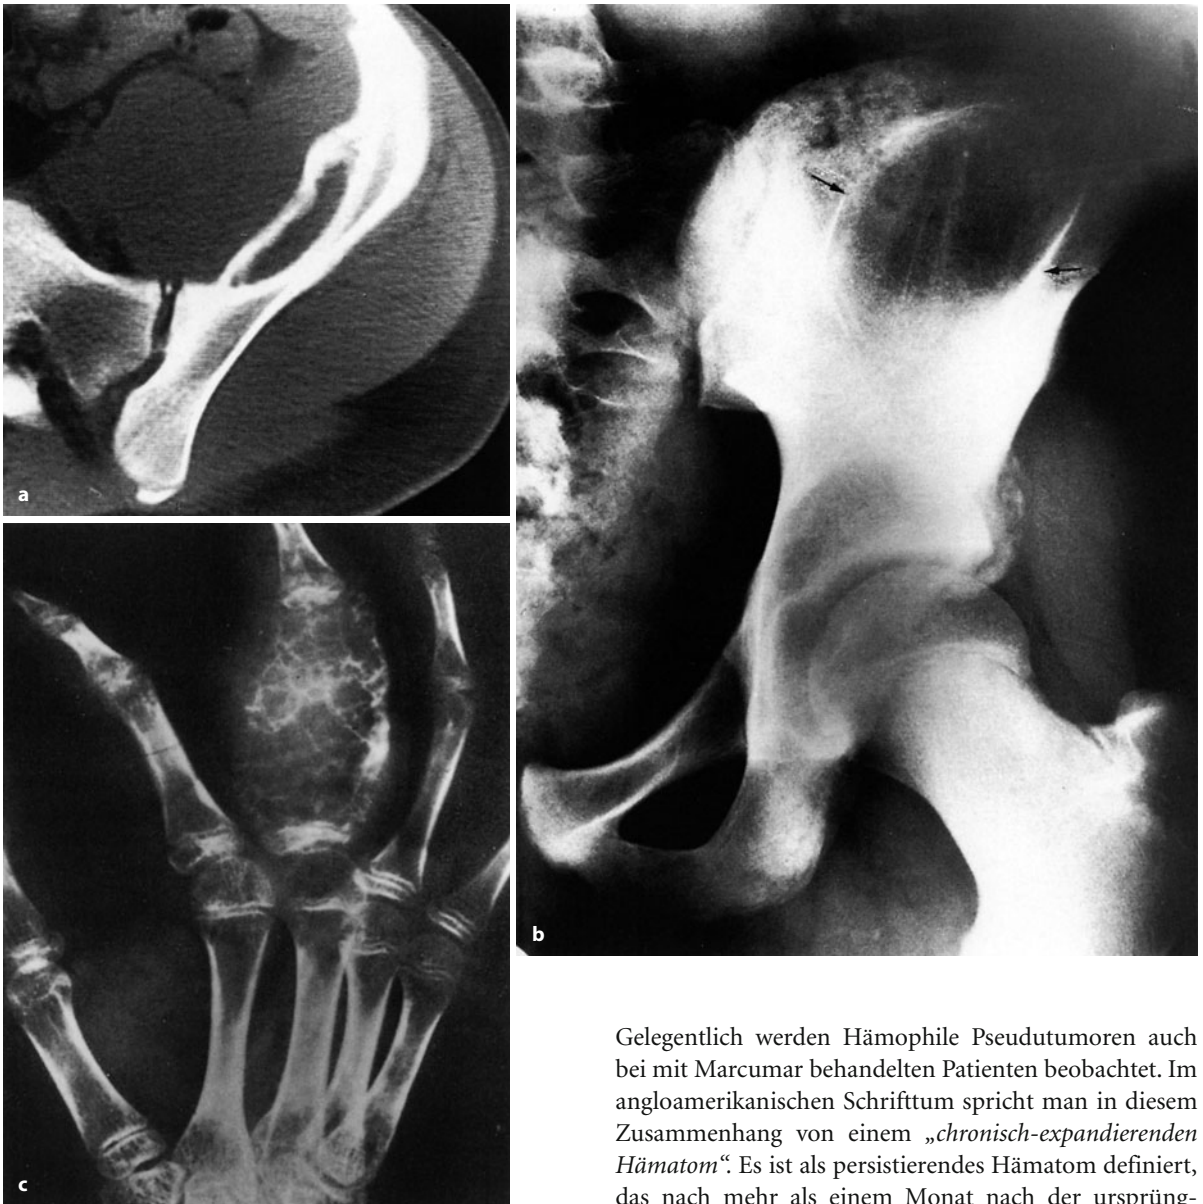 a
b
c
Gelegentlich werden Hämophile Pseudutumoren auch
bei mit Marcumar behandelten Patienten beobachtet. Im
angloamerikanischen Schrifttum spricht man in diesem
Zusammenhang von einem „chronisch-expandierenden
Hämatom“. Es ist als persistierendes Hämatom definiert,
das nach mehr als einem Monat nach der ursprüng-